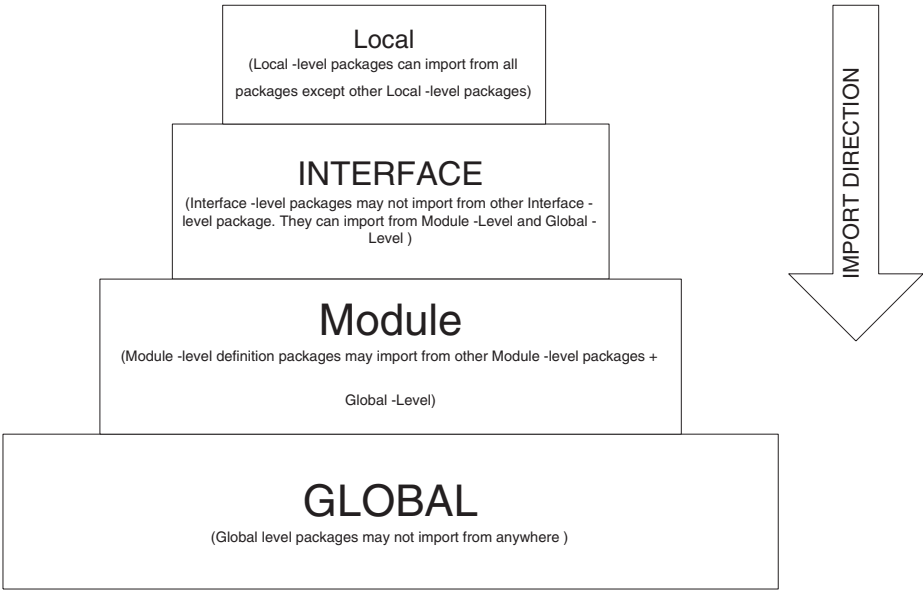 Local
(Local -level packages can import from all
packages except other Local -level packages)
INTERFACE
(Interface -level packages may not import from other Interface -
level package. They can import from Module -Level and Global -
Level )
Module
(Module -level definition packages may import from other Module -level packages +
Global -Level)
GLOBAL
(Global level packages may not import from anywhere )
IMPORT DIRECTION